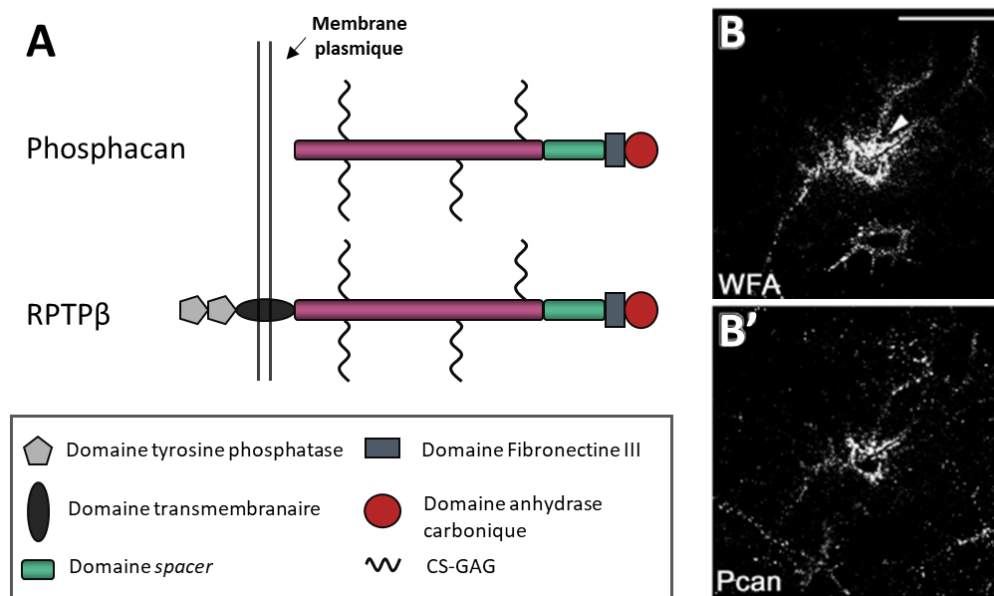 A
Membrane
plasmique
Phosphacan
RPTPβ
Domaine tyrosine phosphatase
Domaine transmembranaire
Domaine spacer
Domaine Fibronectine III
Domaine anhydrase
carbonique
CS-GAG
B
WFA
B’
Pcan